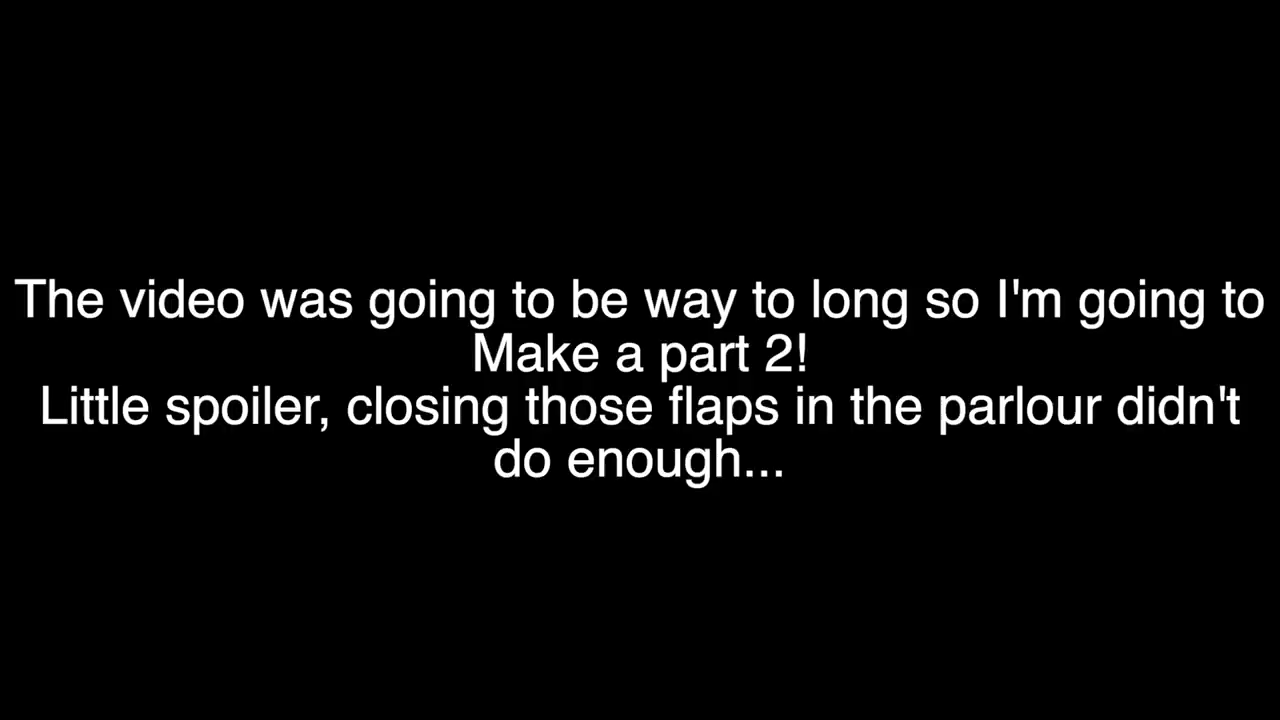 The video was going to be way to long so I'm going to
Make a part 2!
Little spoiler, closing those flaps in the parlour didn't
do enough...